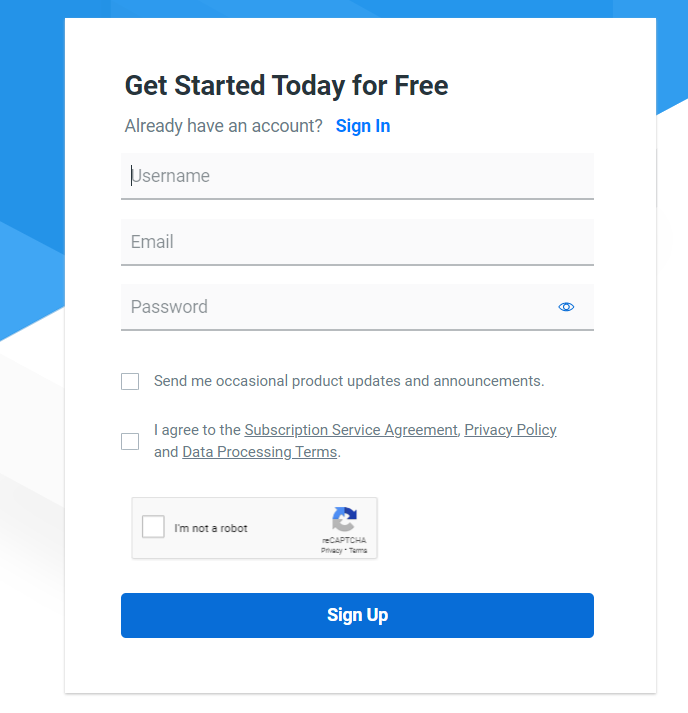 Get Started Today for Free
Already have an account? Sign In
Username
Email
Password
Send me occasional product updates and announcements.
I agree to the Subscription Service Agreement, Privacy Policy
and Data Processing Terms.
I'm not a robot
reCAPTCHA
Privacy - Terms
Sign Up